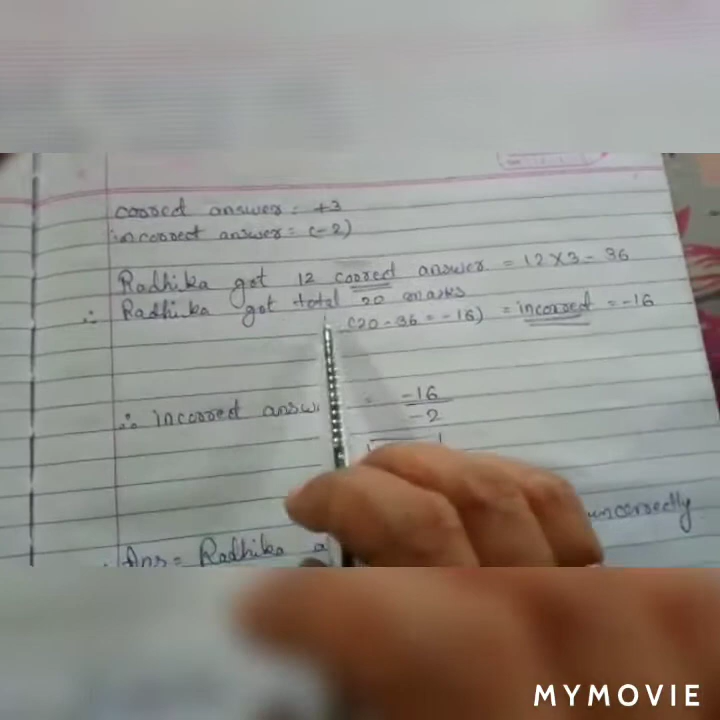 correct answer = +3
incorrect answer = (-2)
Radhika got 12 correct answer = 12 × 3 - 36
∴ Radhika got total 20 marks
(20 - 36 = -16) = incorrect = -16
∴ incorrect answ
= -16
-2
Ans = Radhika a
uncorrectly
MYMOVIE